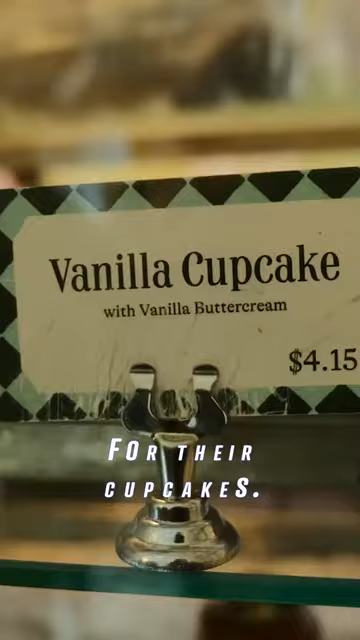 Vanilla Cupcake
with Vanilla Buttercream
$4.15
FOR THEIR
CUPCAKES.